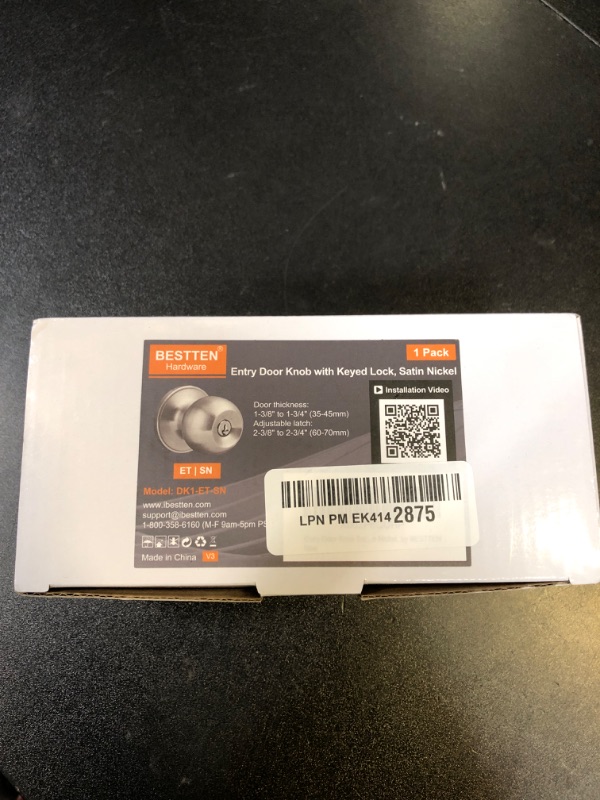 BESTTEN®
Hardware
1 Pack
Entry Door Knob with Keyed Lock, Satin Nickel
Installation Video
Door thickness:
1-3/8" to 1-3/4" (35-45mm)
Adjustable latch:
2-3/8" to 2-3/4" (60-70mm)
ET | SN
Model: DK1-ET-SN
www.ibestten.com
support@ibestten.com
1-800-358-6160 (M-F 9am-5pm PS
Made in China V3
LPN PM EK4142875